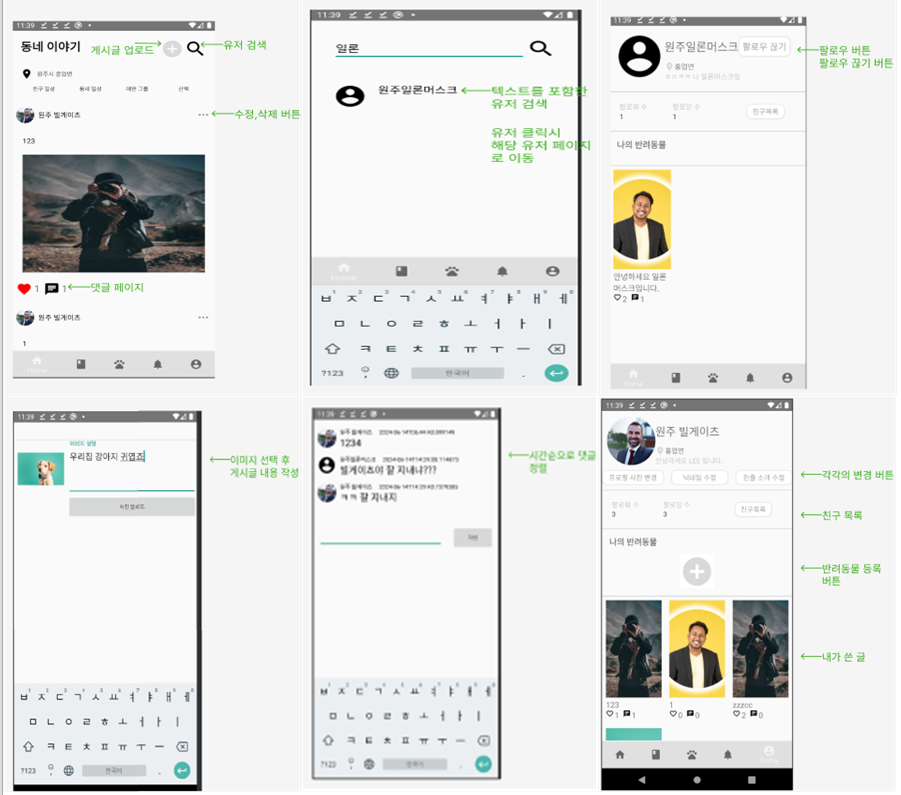 11:39
동네 이야기
게시글 업로드
유저 검색
원주시 흥업면
친구 일상
동네 일상
애완 그룹
산책
원주 빌게이츠
수정,삭제 버튼
123
1
1
댓글 페이지
원주 빌게이츠
1
Home
11:39
일론
원주일론머스크
텍스트를 포함한
유저 검색
유저 클릭시
해당 유저 페이지
로 이동
Home
ㅂ ㅈ ㄷ ㄱ ㅅ ㅛ ㅕ ㅑ ㅐ ㅔ
ㅁ ㄴ ㅇ ㄹ ㅎ ㅗ ㅓ ㅏ ㅣ
ㅋ ㅌ ㅊ ㅍ ㅠ ㅜ ㅡ
?123
한국어
.
11:39
원주일론머스크
팔로우 끊기
팔로우 버튼
팔로우 끊기 버튼
흥업면
팔로워 수
1
팔로잉 수
1
친구목록
나의 반려동물
안녕하세요 일론
머스크입니다.
2
1
Home
11:39
이미지 설명
우리집 강아지 귀엽죠
사진 업로드
이미지 선택 후
게시글 내용 작성
ㅂ ㅈ ㄷ ㄱ ㅅ ㅛ ㅕ ㅑ ㅐ ㅔ
ㅁ ㄴ ㅇ ㄹ ㅎ ㅗ ㅓ ㅏ ㅣ
ㅋ ㅌ ㅊ ㅍ ㅠ ㅜ ㅡ
?123
한국어
.
11:39
원주 빌게이츠
1234
원주일론머스크
빌게이츠야 잘 지내냐???
원주 빌게이츠
ㅋㅋ 잘 지내지
작성
시간순으로 댓글
정렬
ㅂ ㅈ ㄷ ㄱ ㅅ ㅛ ㅕ ㅑ ㅐ ㅔ
ㅁ ㄴ ㅇ ㄹ ㅎ ㅗ ㅓ ㅏ ㅣ
ㅋ ㅌ ㅊ ㅍ ㅠ ㅜ ㅡ
?123
한국어
.
11:39
원주 빌게이츠
흥업면
안녕하세요 LEE 입니다.
프로필 사진 변경
닉네임 수정
한줄 소개 수정
각각의 변경 버튼
팔로워 수
3
팔로잉 수
3
친구목록
친구 목록
나의 반려동물
반려동물 등록
버튼
내가 쓴 글
123
1
1
1
0
0
zzzcc
2
0
Home